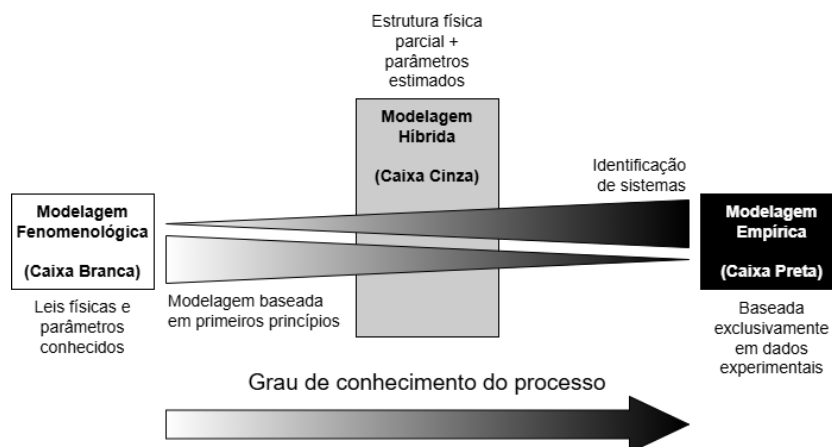 Estrutura física
parcial +
parâmetros
estimados
Modelagem
Híbrida
(Caixa Cinza)
Identificação
de sistemas
Modelagem
Fenomenológica
(Caixa Branca)
Modelagem
Empírica
(Caixa Preta)
Leis físicas e
parâmetros
conhecidos
Modelagem baseada
em primeiros princípios
Baseada
exclusivamente
em dados
experimentais
Grau de conhecimento do processo